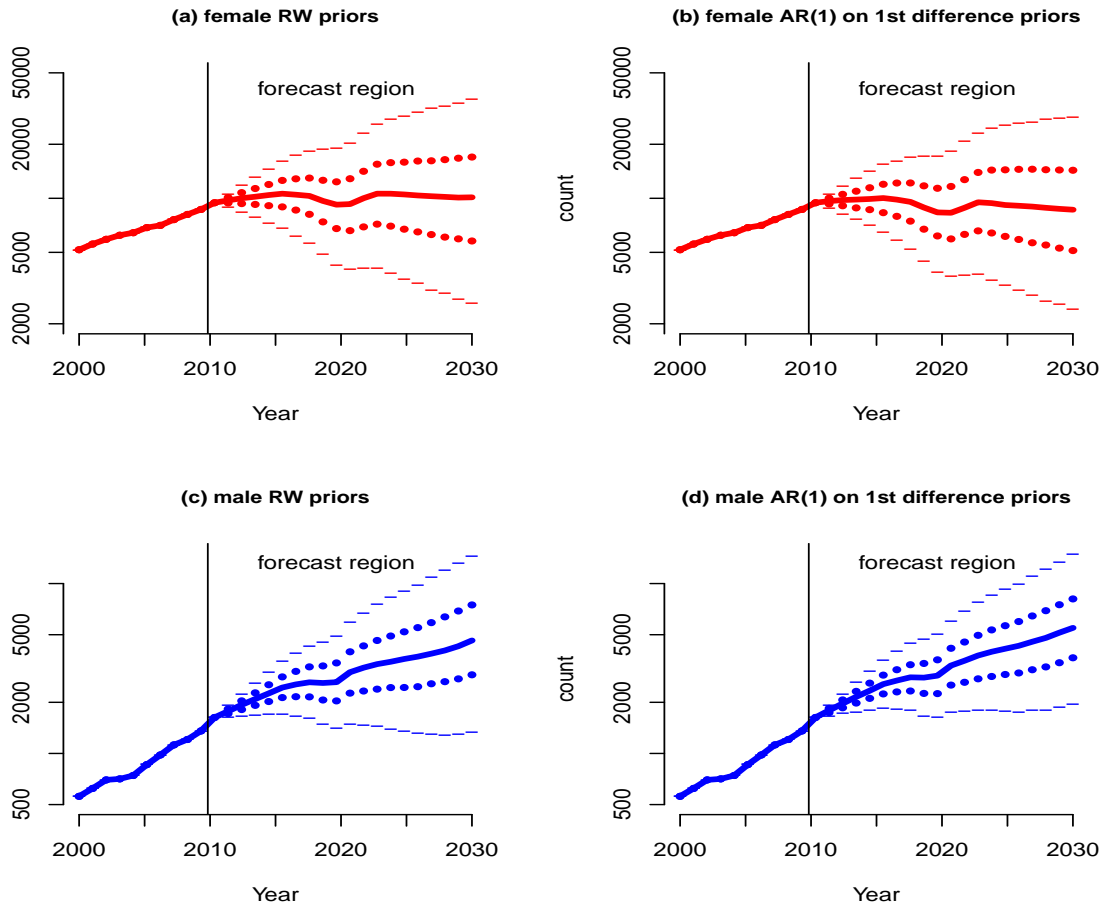 (a) female RW priors
forecast region
50000
20000
5000
2000
2000 2010 2020 2030
Year
(b) female AR(1) on 1st difference priors
forecast region
count
50000
20000
5000
2000
2000 2010 2020 2030
Year
(c) male RW priors
forecast region
5000
2000
500
2000 2010 2020 2030
Year
(d) male AR(1) on 1st difference priors
forecast region
count
5000
2000
500
2000 2010 2020 2030
Year